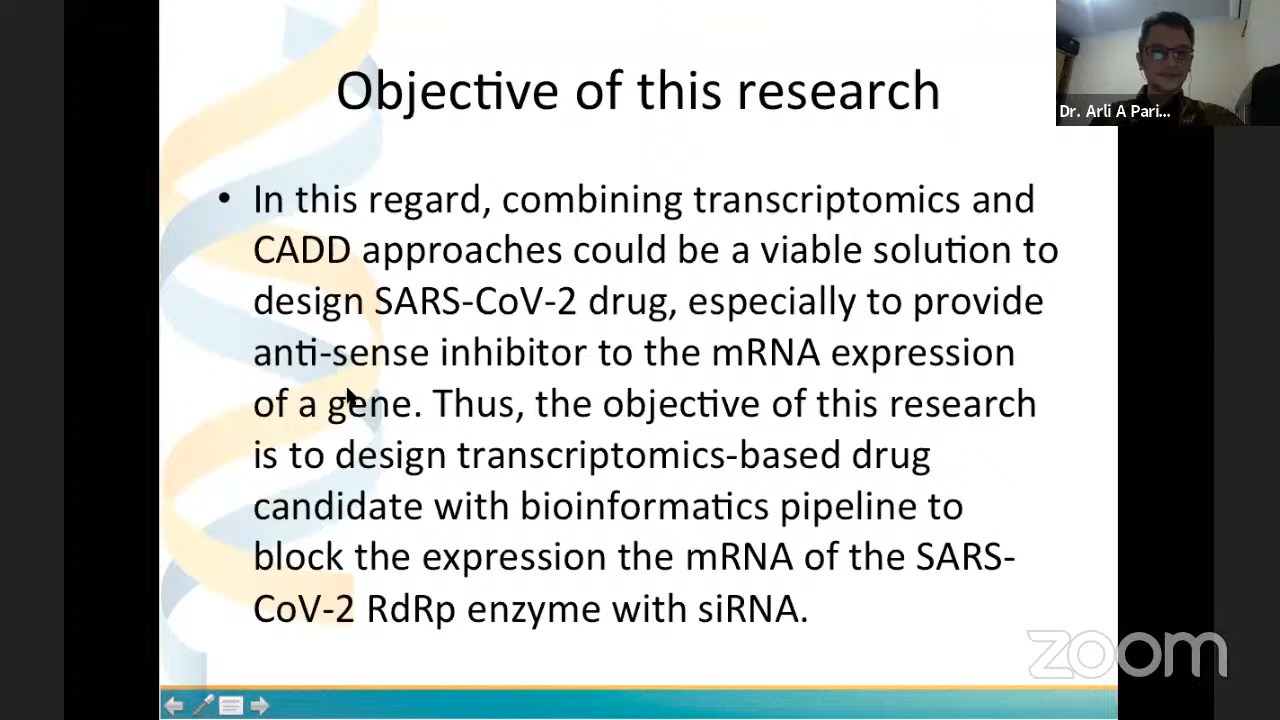 Objective of this research
Dr. Arli A Pari...
• In this regard, combining transcriptomics and
CADD approaches could be a viable solution to
design SARS-CoV-2 drug, especially to provide
anti-sense inhibitor to the mRNA expression
of a gene. Thus, the objective of this research
is to design transcriptomics-based drug
candidate with bioinformatics pipeline to
block the expression the mRNA of the SARS-
CoV-2 RdRp enzyme with siRNA.
zoom